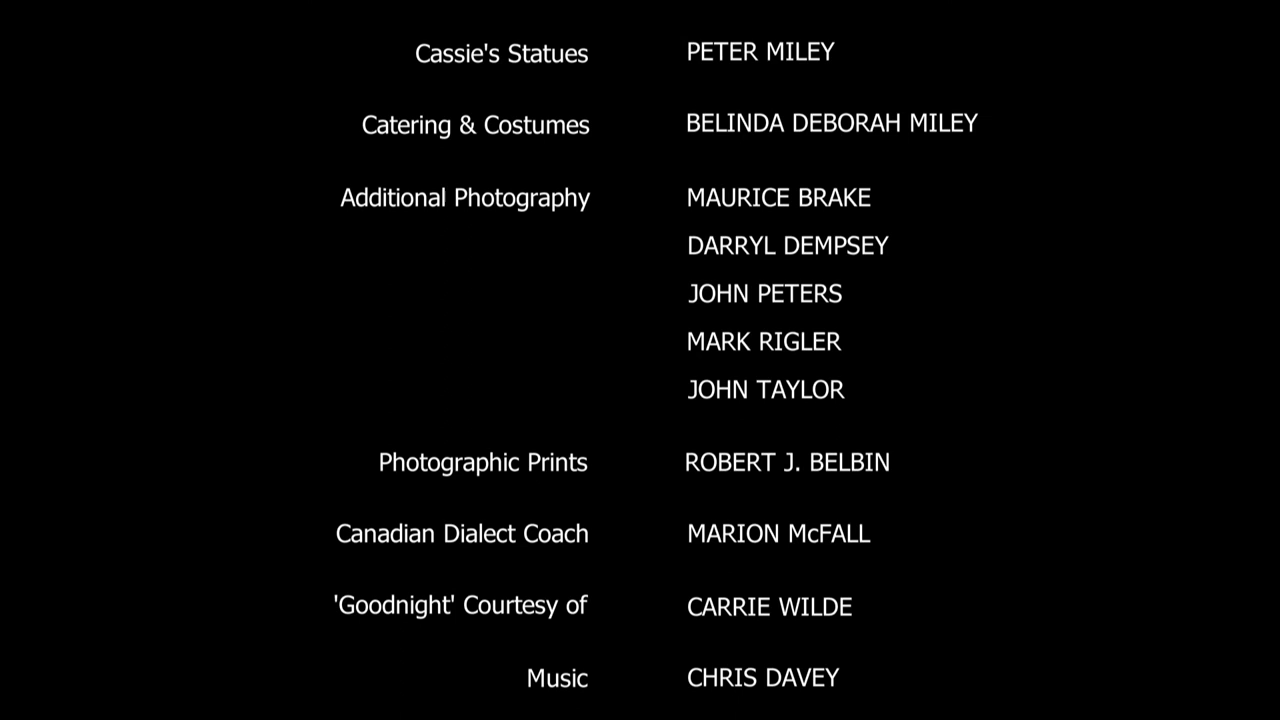 Cassie's Statues PETER MILEY
Catering & Costumes BELINDA DEBORAH MILEY
Additional Photography MAURICE BRAKE
DARRYL DEMPSEY
JOHN PETERS
MARK RIGLER
JOHN TAYLOR
Photographic Prints ROBERT J. BELBIN
Canadian Dialect Coach MARION McFALL
'Goodnight' Courtesy of CARRIE WILDE
Music CHRIS DAVEY